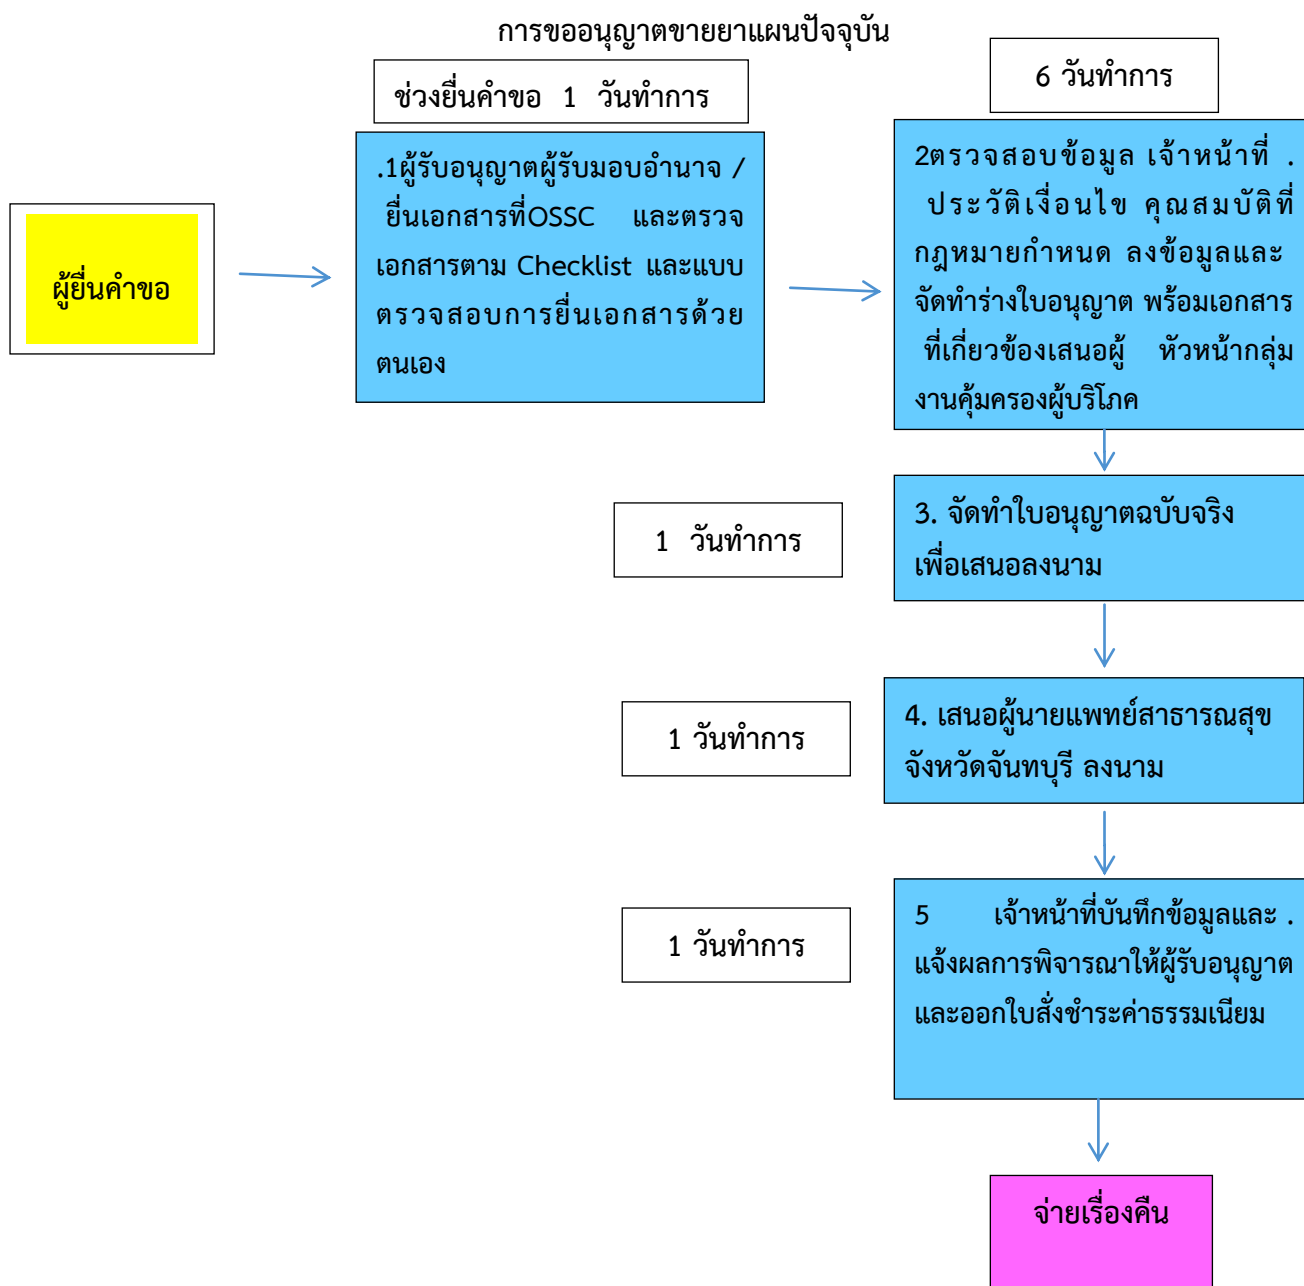 การขออนุญาตขายยาแผนปัจจุบัน
ช่วงยื่นคำขอ 1 วันทำการ
6 วันทำการ
ผู้ยื่นคำขอ
.1ผู้รับอนุญาตผู้รับมอบอำนาจ /
ยื่นเอกสารที่OSSC และตรวจ
เอกสารตาม Checklist และแบบ
ตรวจสอบการยื่นเอกสารด้วย
ตนเอง
2ตรวจสอบข้อมูล เจ้าหน้าที่ .
ประวัติเงื่อนไข คุณสมบัติที่
กฎหมายกำหนด ลงข้อมูลและ
จัดทำร่างใบอนุญาต พร้อมเอกสาร
ที่เกี่ยวข้องเสนอผู้ หัวหน้ากลุ่ม
งานคุ้มครองผู้บริโภค
1 วันทำการ
3. จัดทำใบอนุญาตฉบับจริง
เพื่อเสนอลงนาม
1 วันทำการ
4. เสนอผู้นายแพทย์สาธารณสุข
จังหวัดจันทบุรี ลงนาม
1 วันทำการ
5 เจ้าหน้าที่บันทึกข้อมูลและ .
แจ้งผลการพิจารณาให้ผู้รับอนุญาต
และออกใบสั่งชำระค่าธรรมเนียม
จ่ายเรื่องคืน